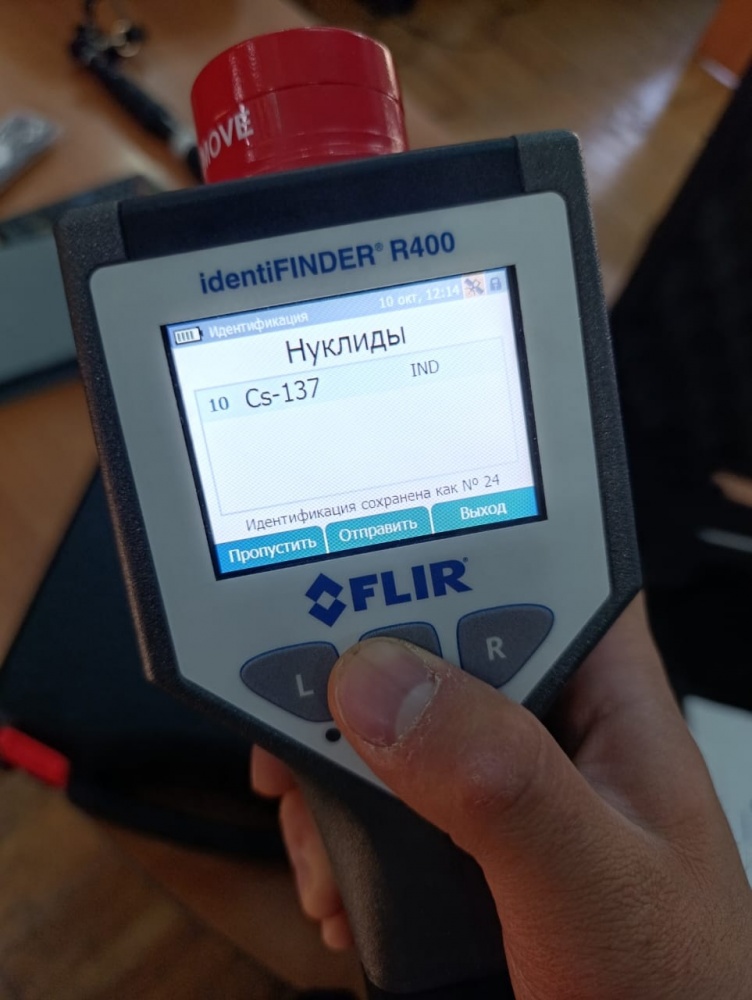 MOVE
identiFINDER® R400
Идентификация 10 окт, 12:14
Нуклиды
10 Cs-137 IND
Идентификация сохранена как № 24
Пропустить Отправить Выход
FLIR®
L R